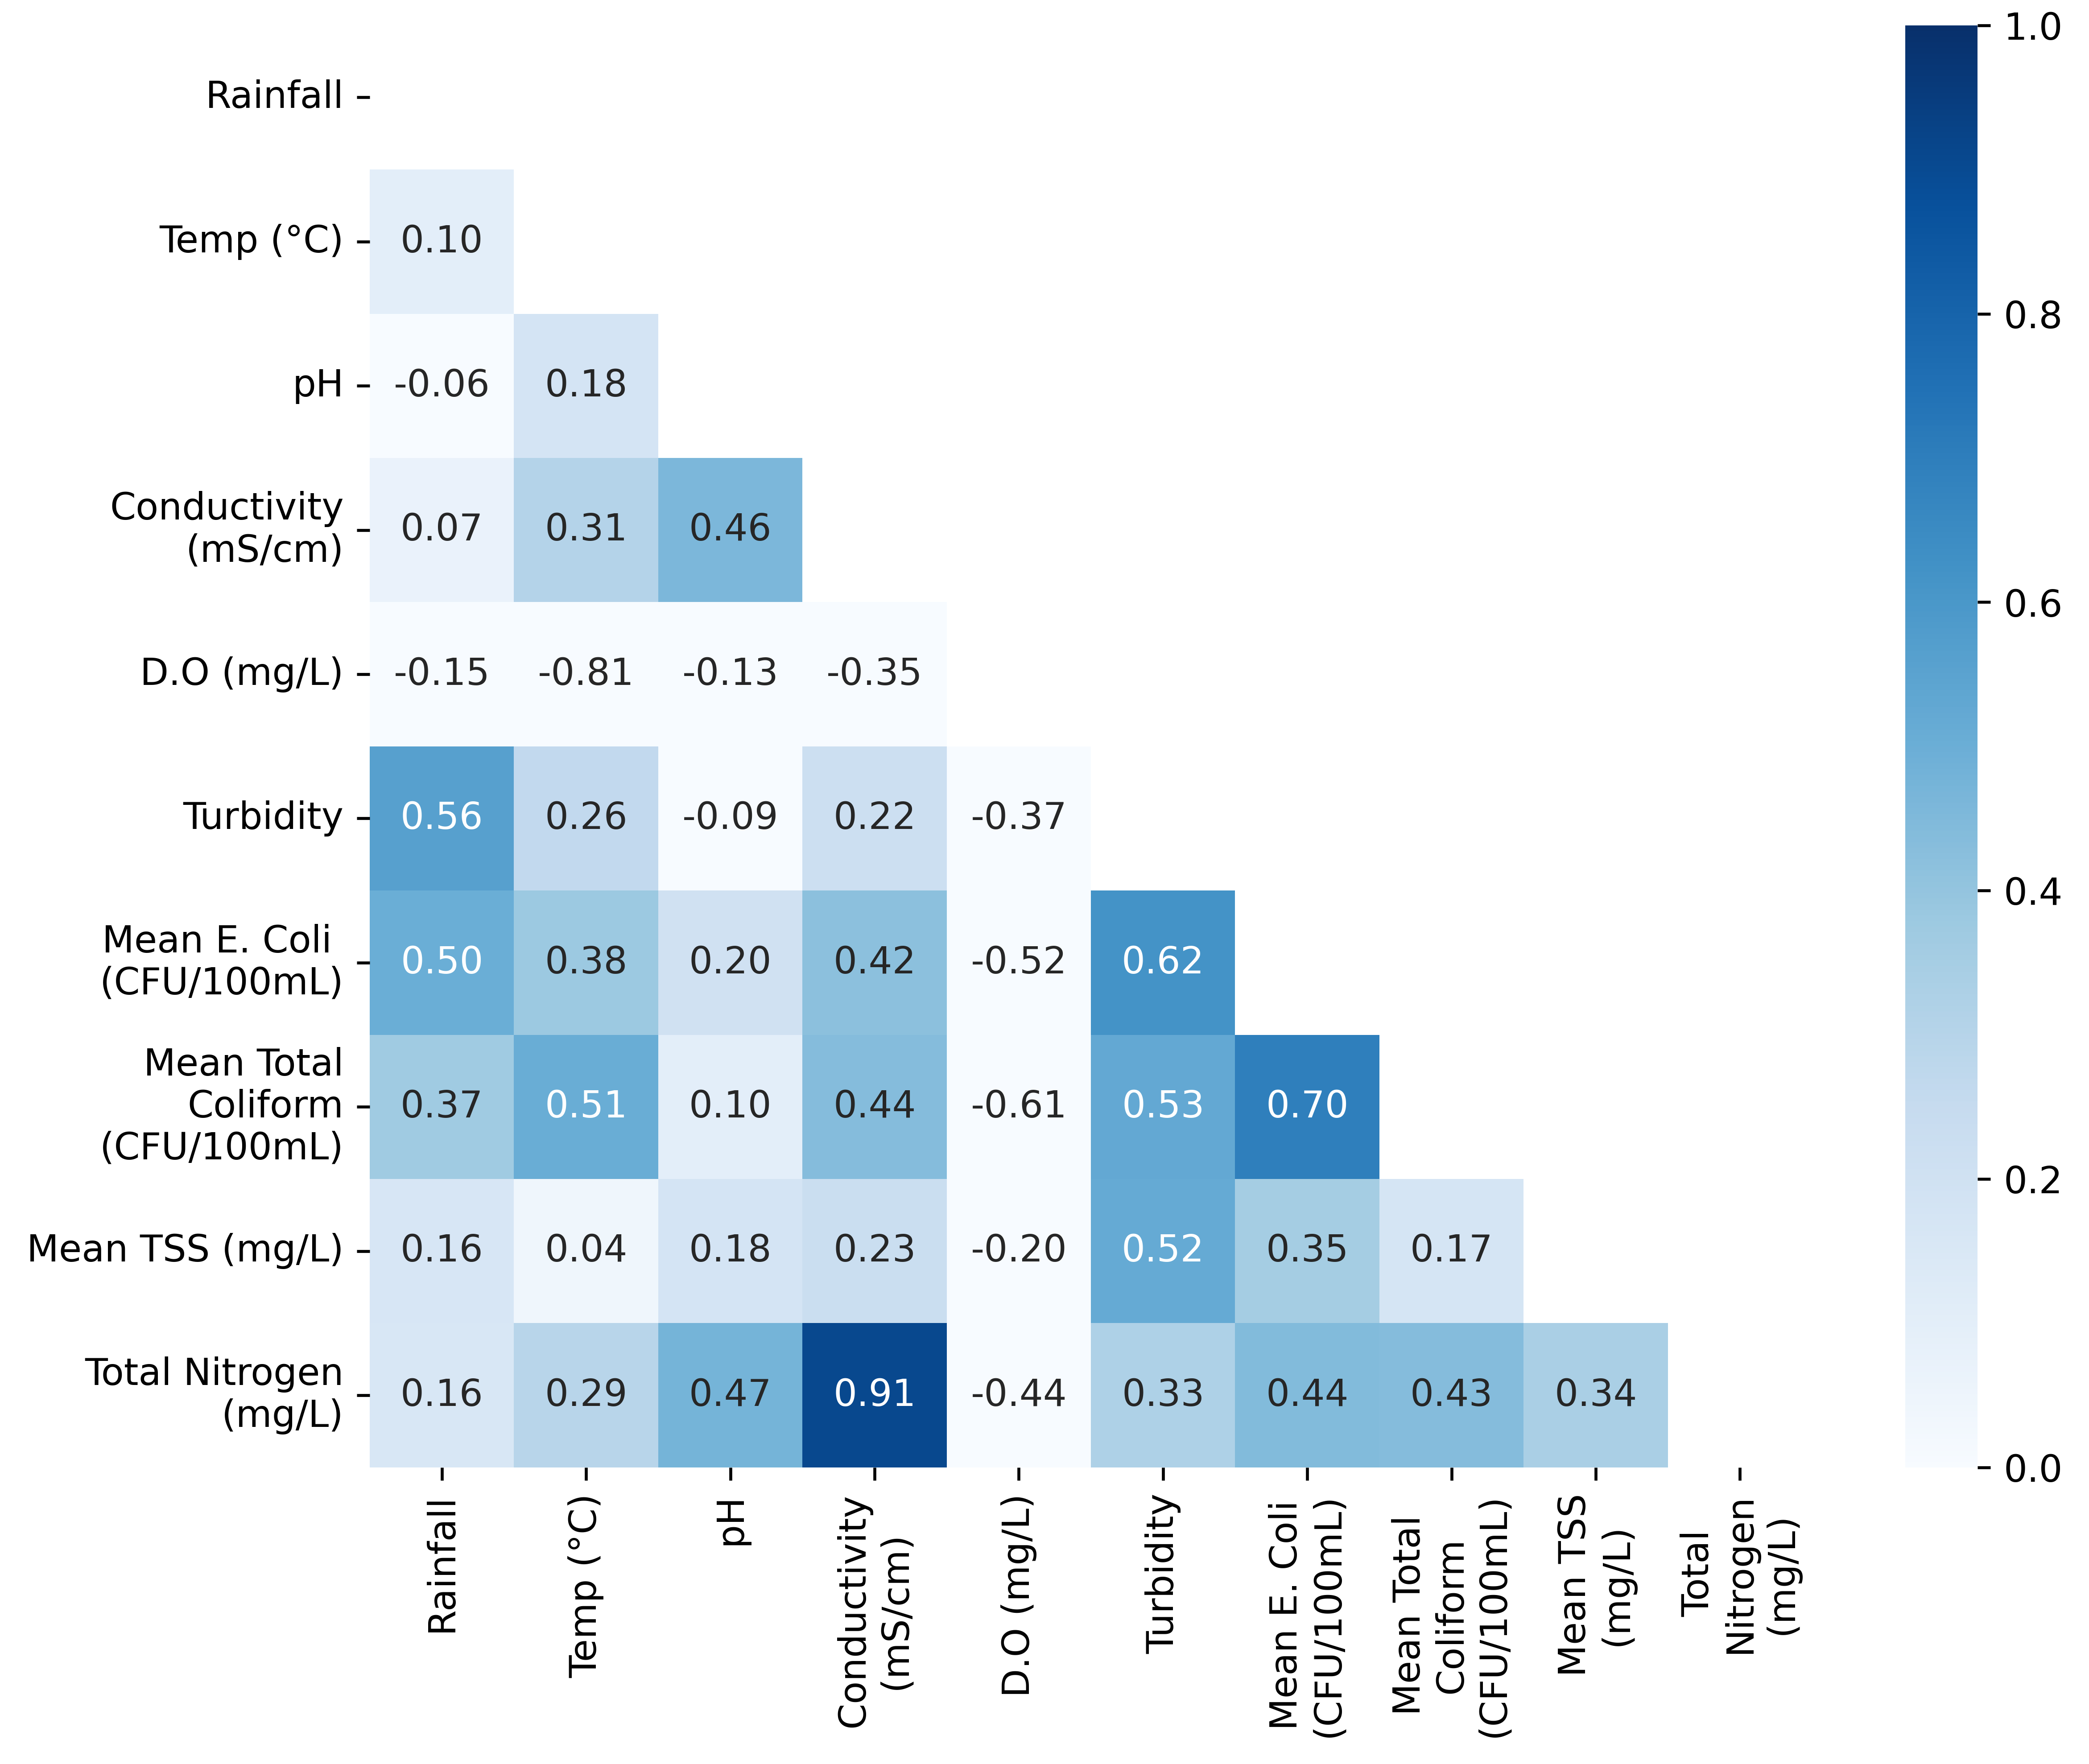 1.0
Rainfall
Temp (°C)
0.10
0.8
pH
-0.06 0.18
Conductivity
(mS/cm)
0.07 0.31 0.46
0.6
D.O (mg/L)
-0.15 -0.81 -0.13 -0.35
Turbidity
0.56 0.26 -0.09 0.22 -0.37
0.4
Mean E. Coli
(CFU/100mL)
0.50 0.38 0.20 0.42 -0.52 0.62
Mean Total
Coliform
(CFU/100mL)
0.37 0.51 0.10 0.44 -0.61 0.53 0.70
0.2
Mean TSS (mg/L)
0.16 0.04 0.18 0.23 -0.20 0.52 0.35 0.17
Total Nitrogen
(mg/L)
0.16 0.29 0.47 0.91 -0.44 0.33 0.44 0.43 0.34
0.0
Rainfall
Temp (°C)
pH
Conductivity
(mS/cm)
D.O (mg/L)
Turbidity
Mean E. Coli
(CFU/100mL)
Mean Total
Coliform
(CFU/100mL)
Mean TSS
(mg/L)
Total
Nitrogen
(mg/L)